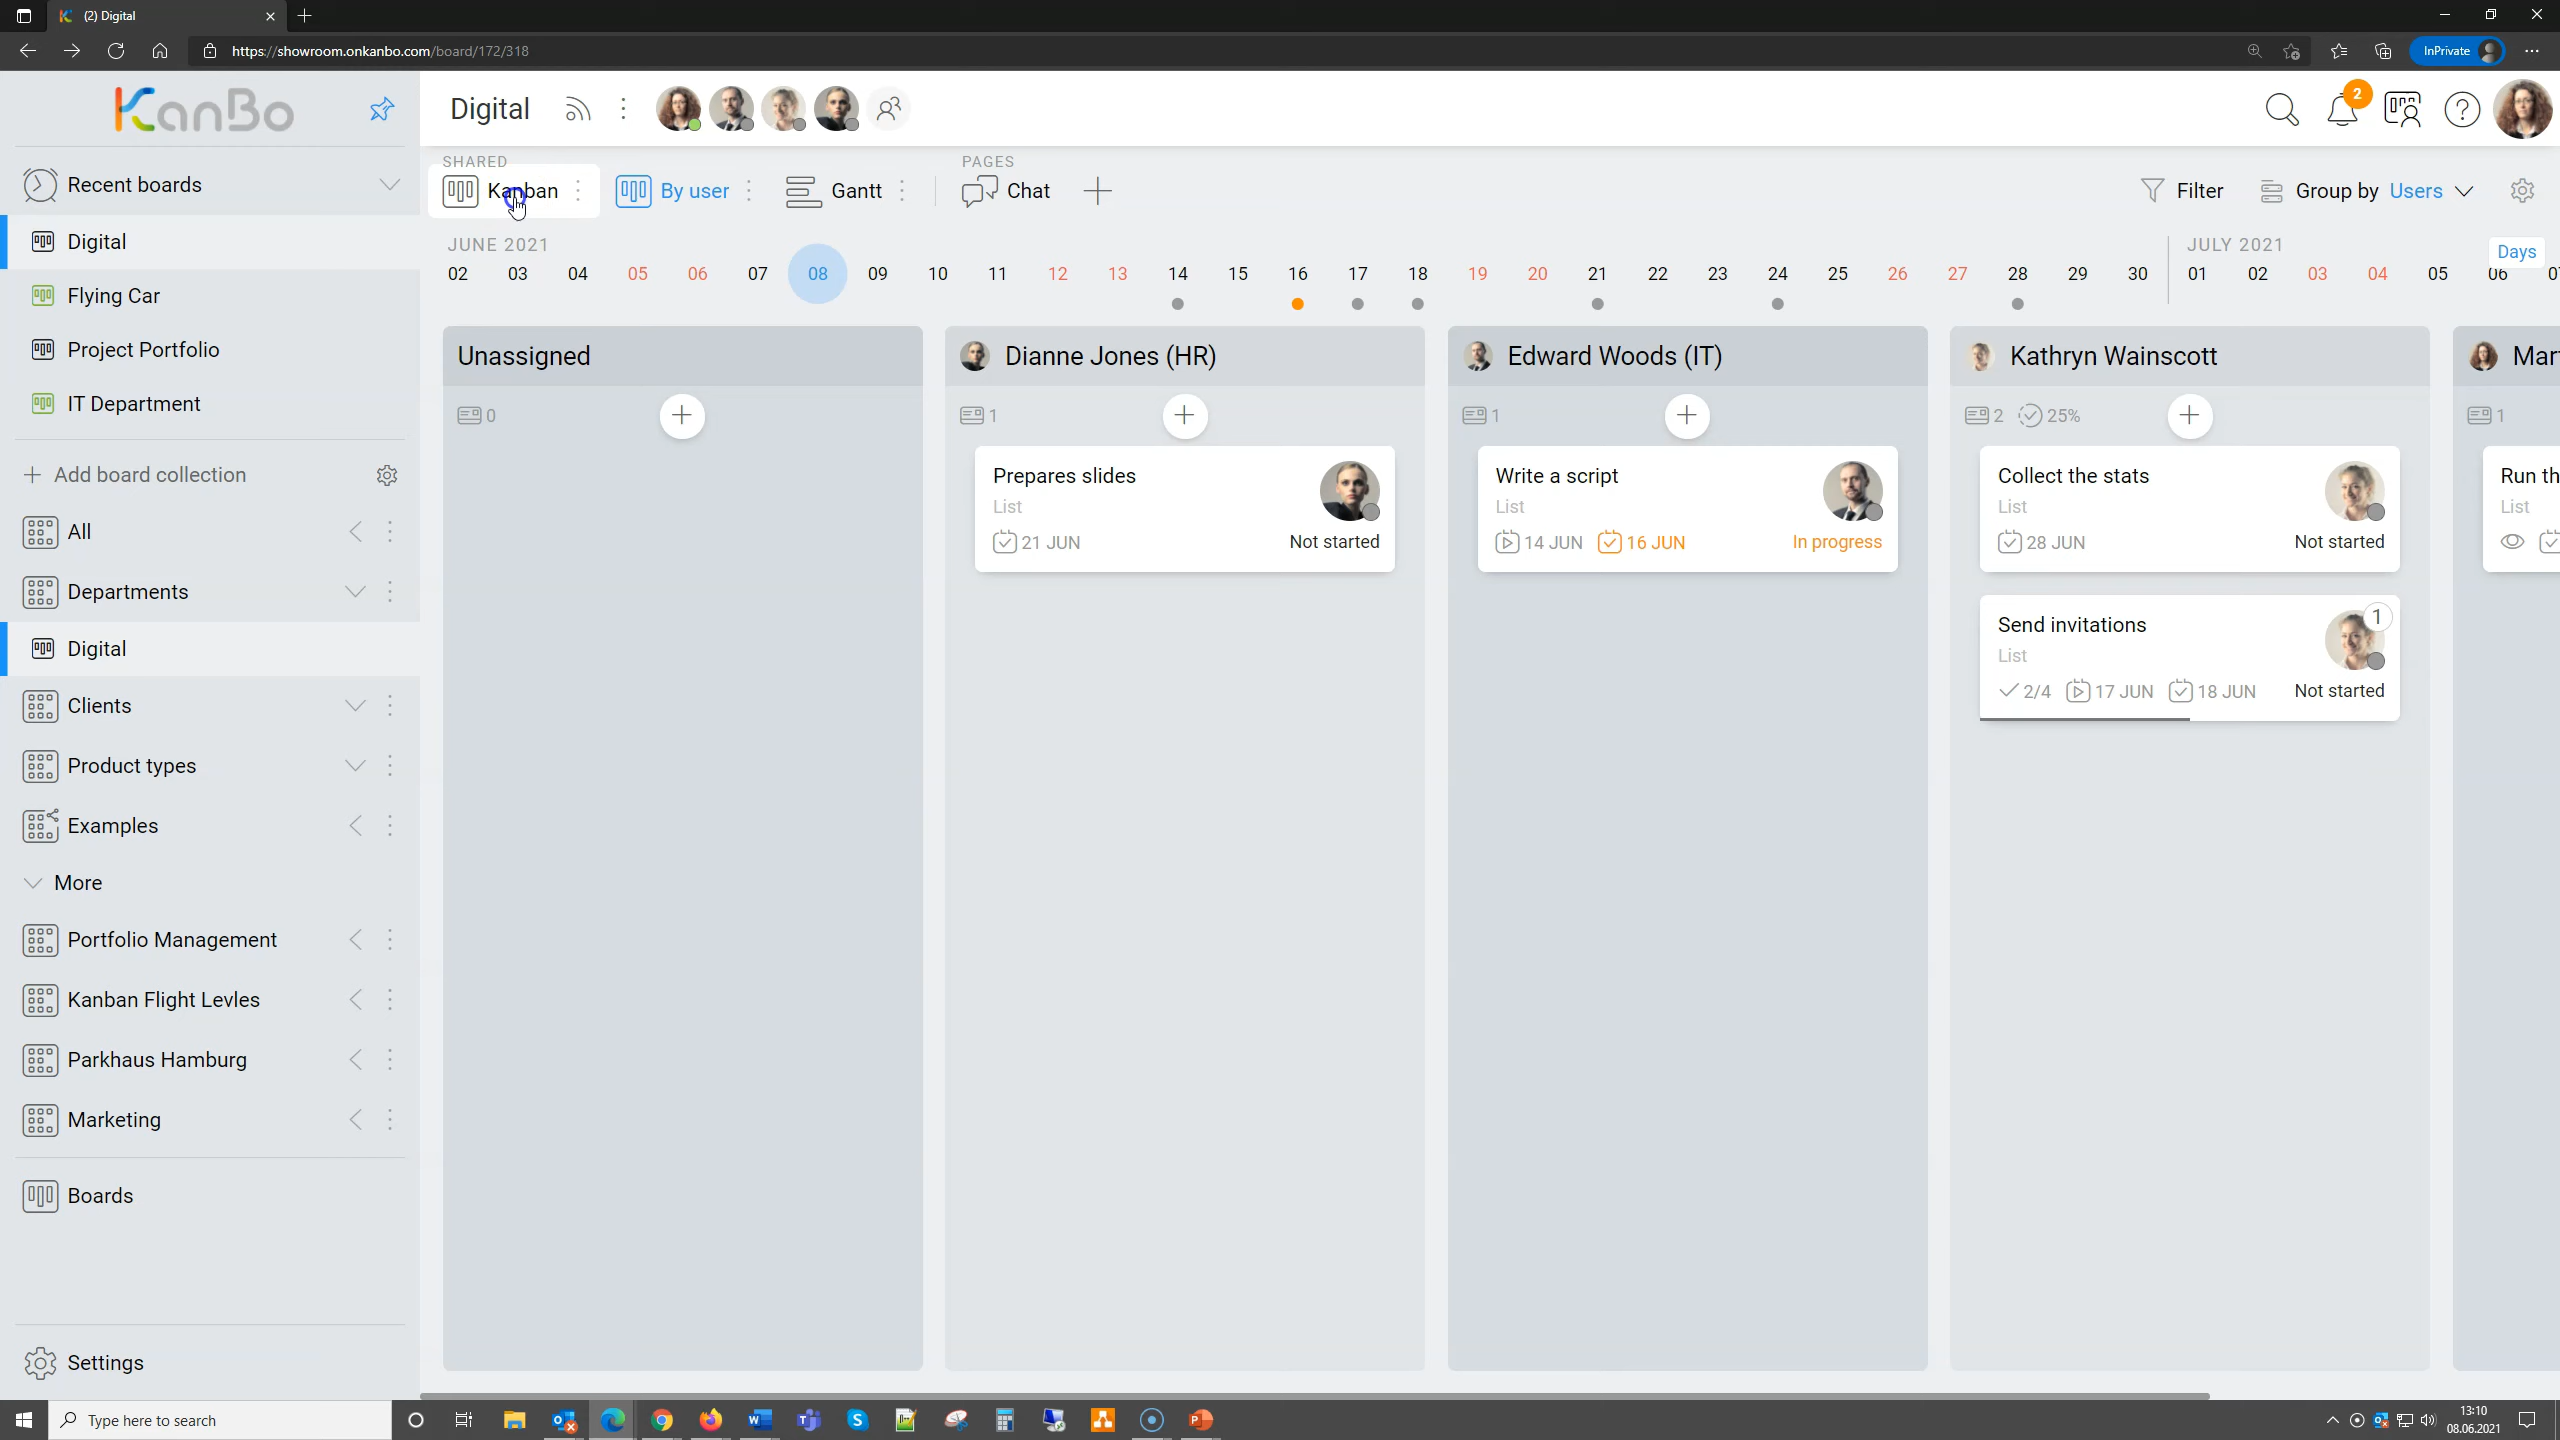 (2) Digital
https://showroom.onkanbo.com/board/172/318
InPrivate
KanBo
Digital
2
Recent boards
SHARED
PAGES
Kanban
By user
Gantt
Chat
Filter
Group by Users
Digital
Flying Car
Project Portfolio
IT Department
JUNE 2021
JULY 2021
Days
02 03 04 05 06 07 08 09 10 11 12 13 14 15 16 17 18 19 20 21 22 23 24 25 26 27 28 29 30 01 02 03 04 05 06
Add board collection
All
Departments
Digital
Clients
Product types
Examples
More
Portfolio Management
Kanban Flight Levles
Parkhaus Hamburg
Marketing
Boards
Settings
Unassigned
0
Dianne Jones (HR)
1
Prepares slides
List
21 JUN
Not started
Edward Woods (IT)
1
Write a script
List
14 JUN 16 JUN
In progress
Kathryn Wainscott
2 25%
Collect the stats
List
28 JUN
Not started
1
Send invitations
List
2/4 17 JUN 18 JUN
Not started
Mar
1
Run th
List
Type here to search
13:10
08.06.2021